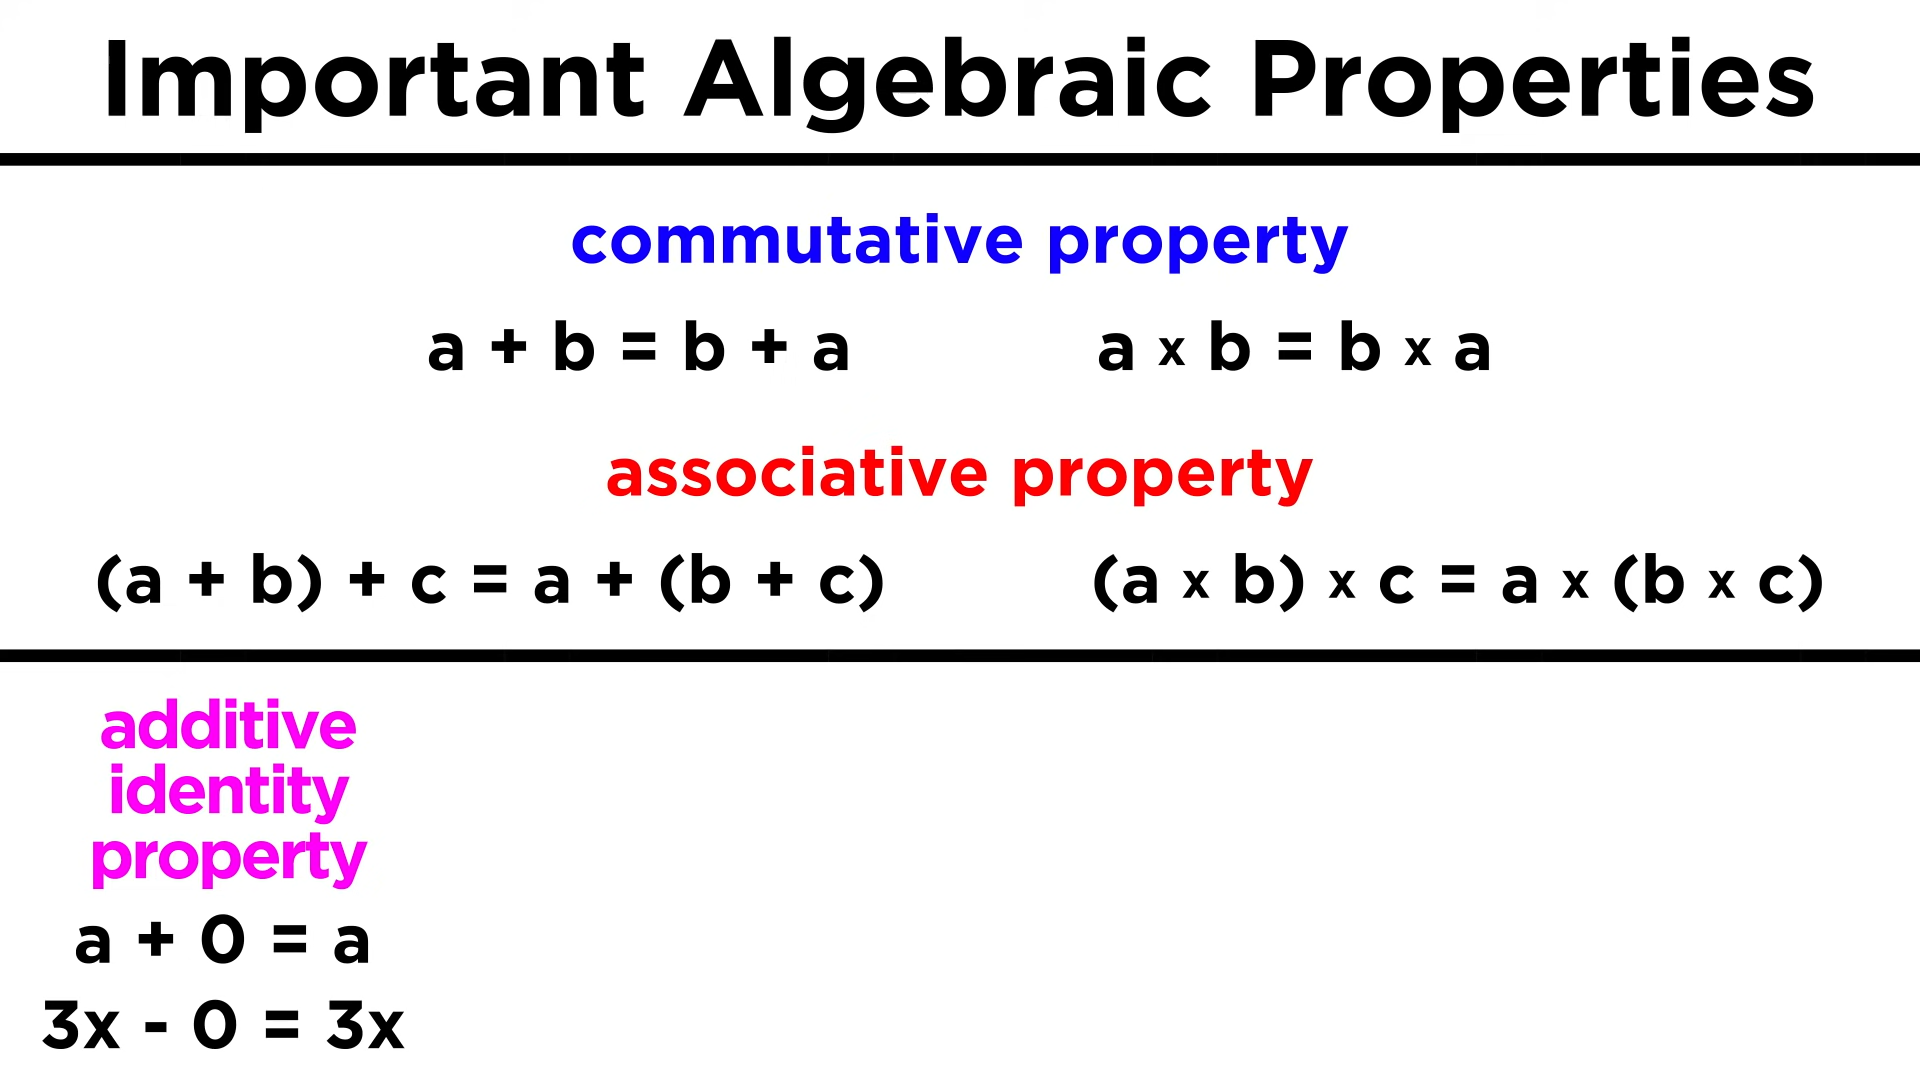 Important Algebraic Properties
commutative property
a + b = b + a a x b = b x a
associative property
(a + b) + c = a + (b + c) (a x b) x c = a x (b x c)
additive
identity
property
a + 0 = a
3x - 0 = 3x